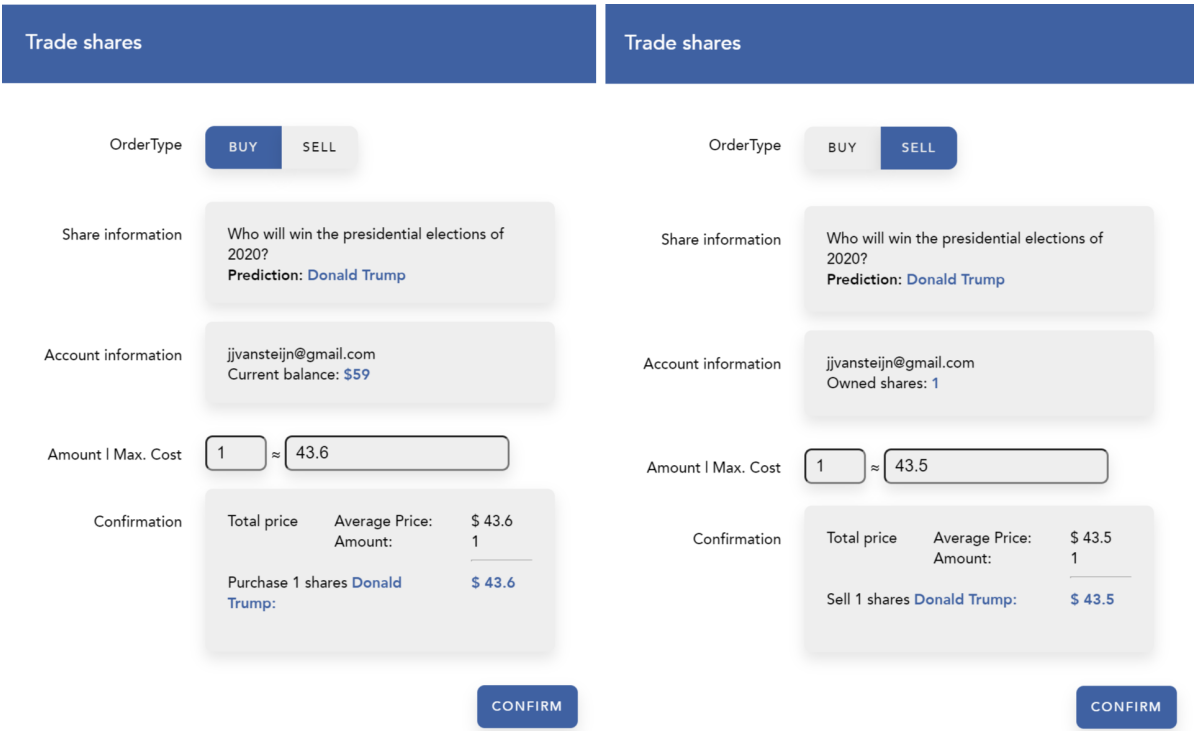 Trade shares
OrderType
BUY SELL
Share information
Who will win the presidential elections of
2020?
Prediction: Donald Trump
Account information
jjvansteijn@gmail.com
Current balance: $59
Amount | Max. Cost
1 ≈ 43.6
Confirmation
Total price Average Price: $ 43.6
Amount: 1
Purchase 1 shares Donald $ 43.6
Trump:
CONFIRM
Trade shares
OrderType
BUY SELL
Share information
Who will win the presidential elections of
2020?
Prediction: Donald Trump
Account information
jjvansteijn@gmail.com
Owned shares: 1
Amount | Max. Cost
1 ≈ 43.5
Confirmation
Total price Average Price: $ 43.5
Amount: 1
Sell 1 shares Donald Trump: $ 43.5
CONFIRM